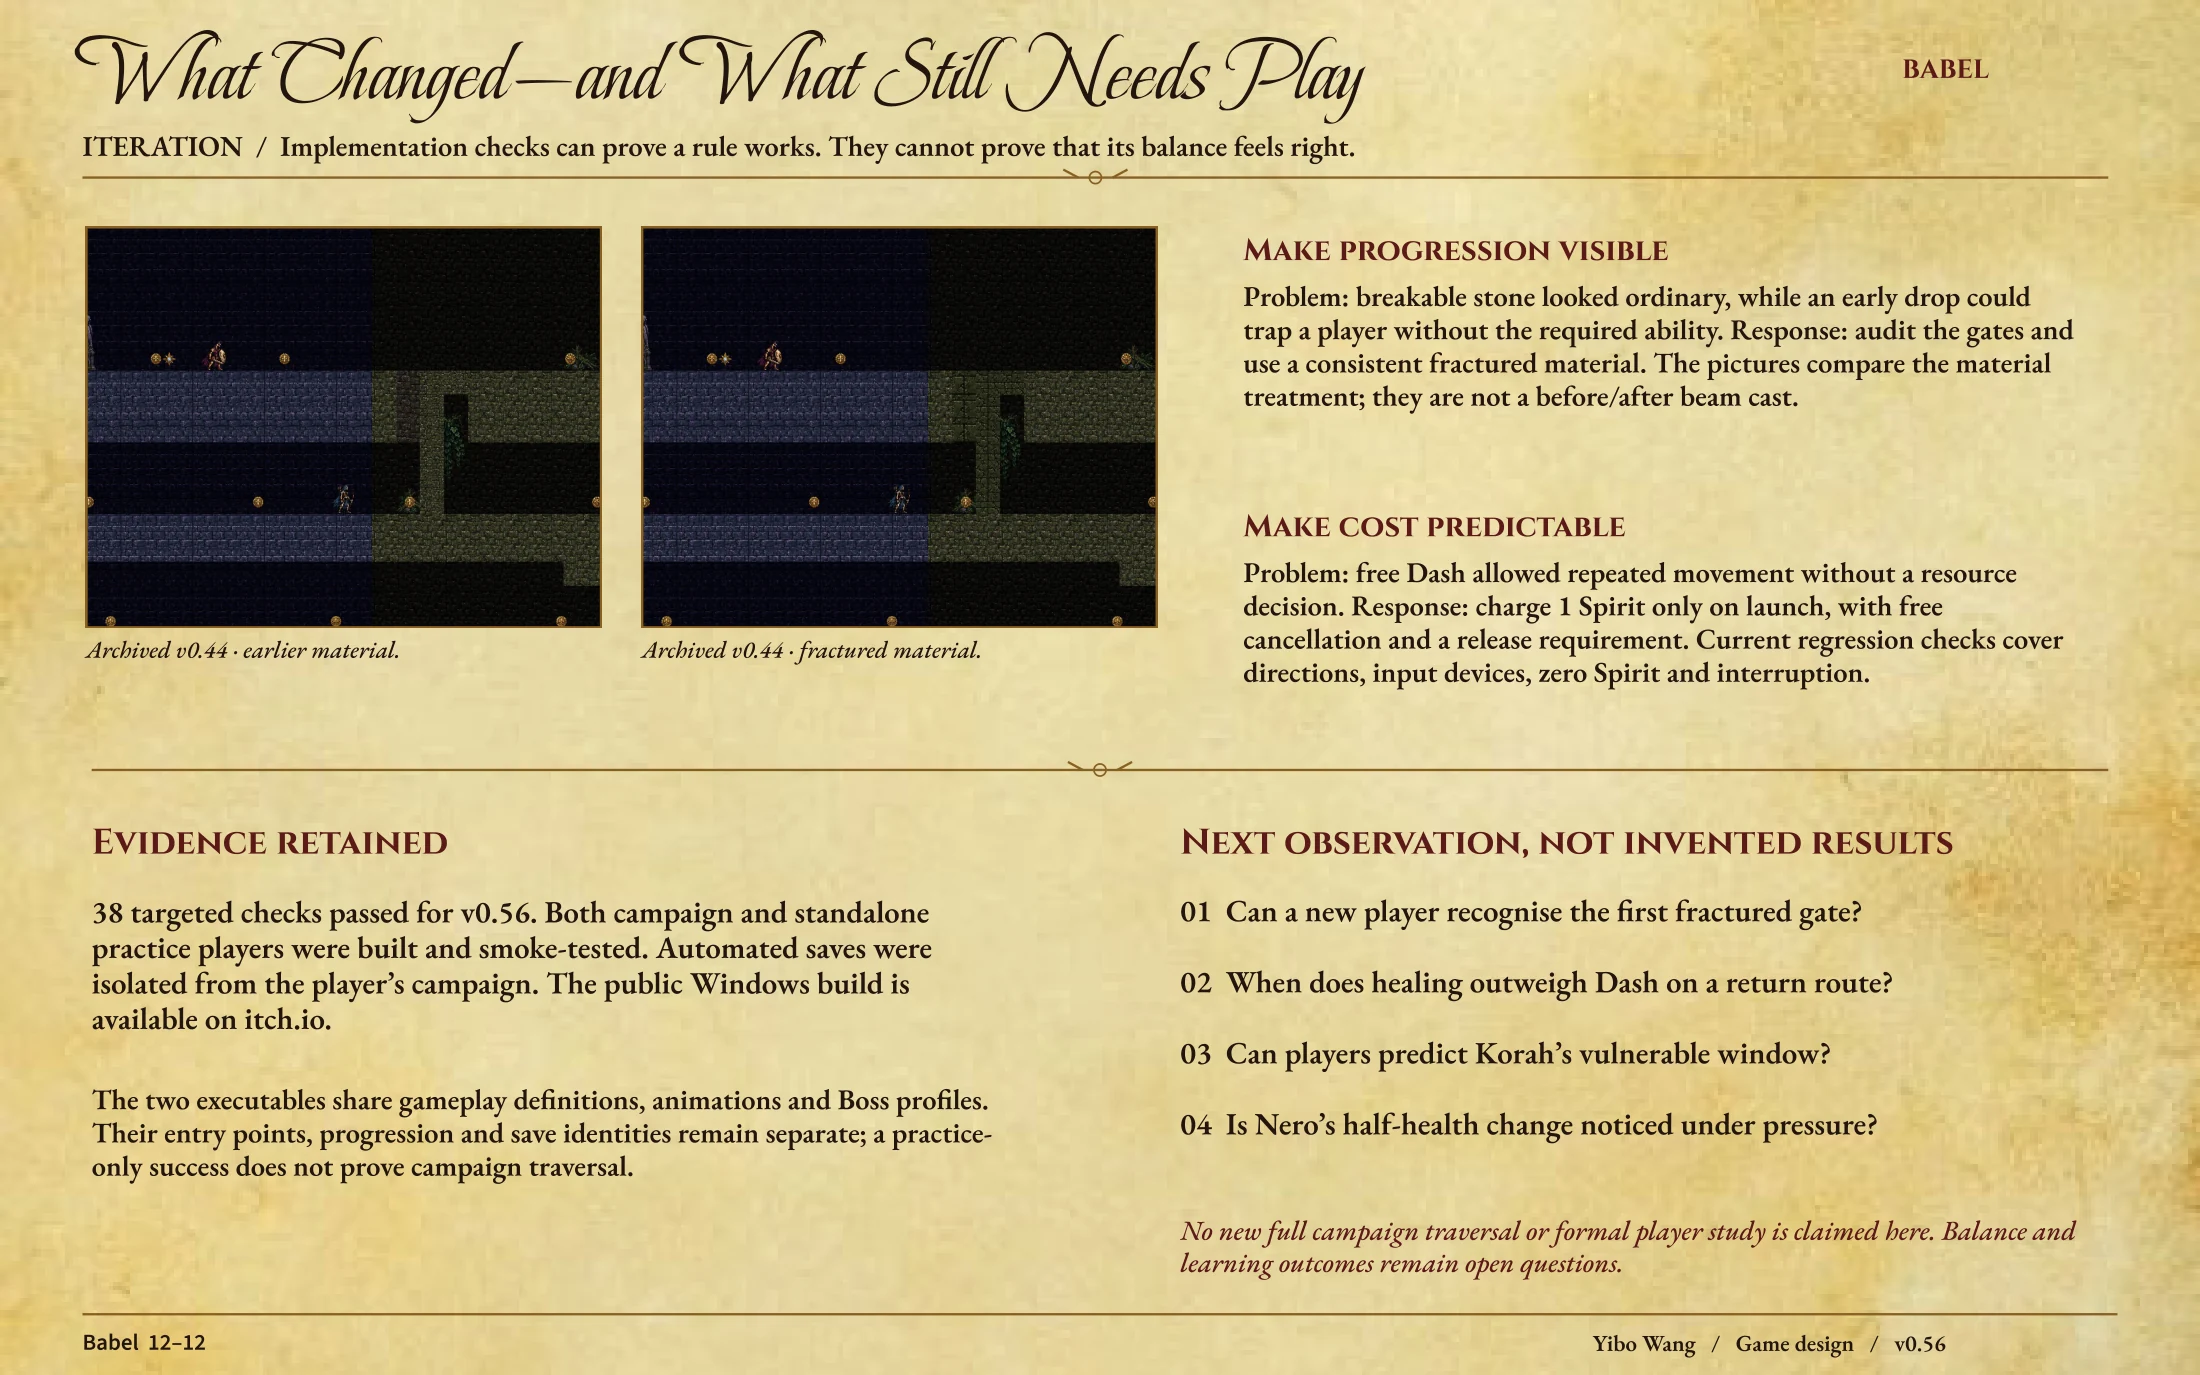 What Changed—and What Still Needs Play
BABEL
ITERATION / Implementation checks can prove a rule works. They cannot prove that its balance feels right.
Archived v0.44 · earlier material.
Archived v0.44 · fractured material.
Make progression visible
Problem: breakable stone looked ordinary, while an early drop could
trap a player without the required ability. Response: audit the gates and
use a consistent fractured material. The pictures compare the material
treatment; they are not a before/after beam cast.
Make cost predictable
Problem: free Dash allowed repeated movement without a resource
decision. Response: charge 1 Spirit only on launch, with free
cancellation and a release requirement. Current regression checks cover
directions, input devices, zero Spirit and interruption.
Evidence retained
38 targeted checks passed for v0.56. Both campaign and standalone
practice players were built and smoke-tested. Automated saves were
isolated from the player’s campaign. The public Windows build is
available on itch.io.
The two executables share gameplay definitions, animations and Boss profiles.
Their entry points, progression and save identities remain separate; a practice-
only success does not prove campaign traversal.
Next observation, not invented results
01 Can a new player recognise the first fractured gate?
02 When does healing outweigh Dash on a return route?
03 Can players predict Korah’s vulnerable window?
04 Is Nero’s half-health change noticed under pressure?
No new full campaign traversal or formal player study is claimed here. Balance and
learning outcomes remain open questions.
Babel 12–12
Yibo Wang / Game design / v0.56